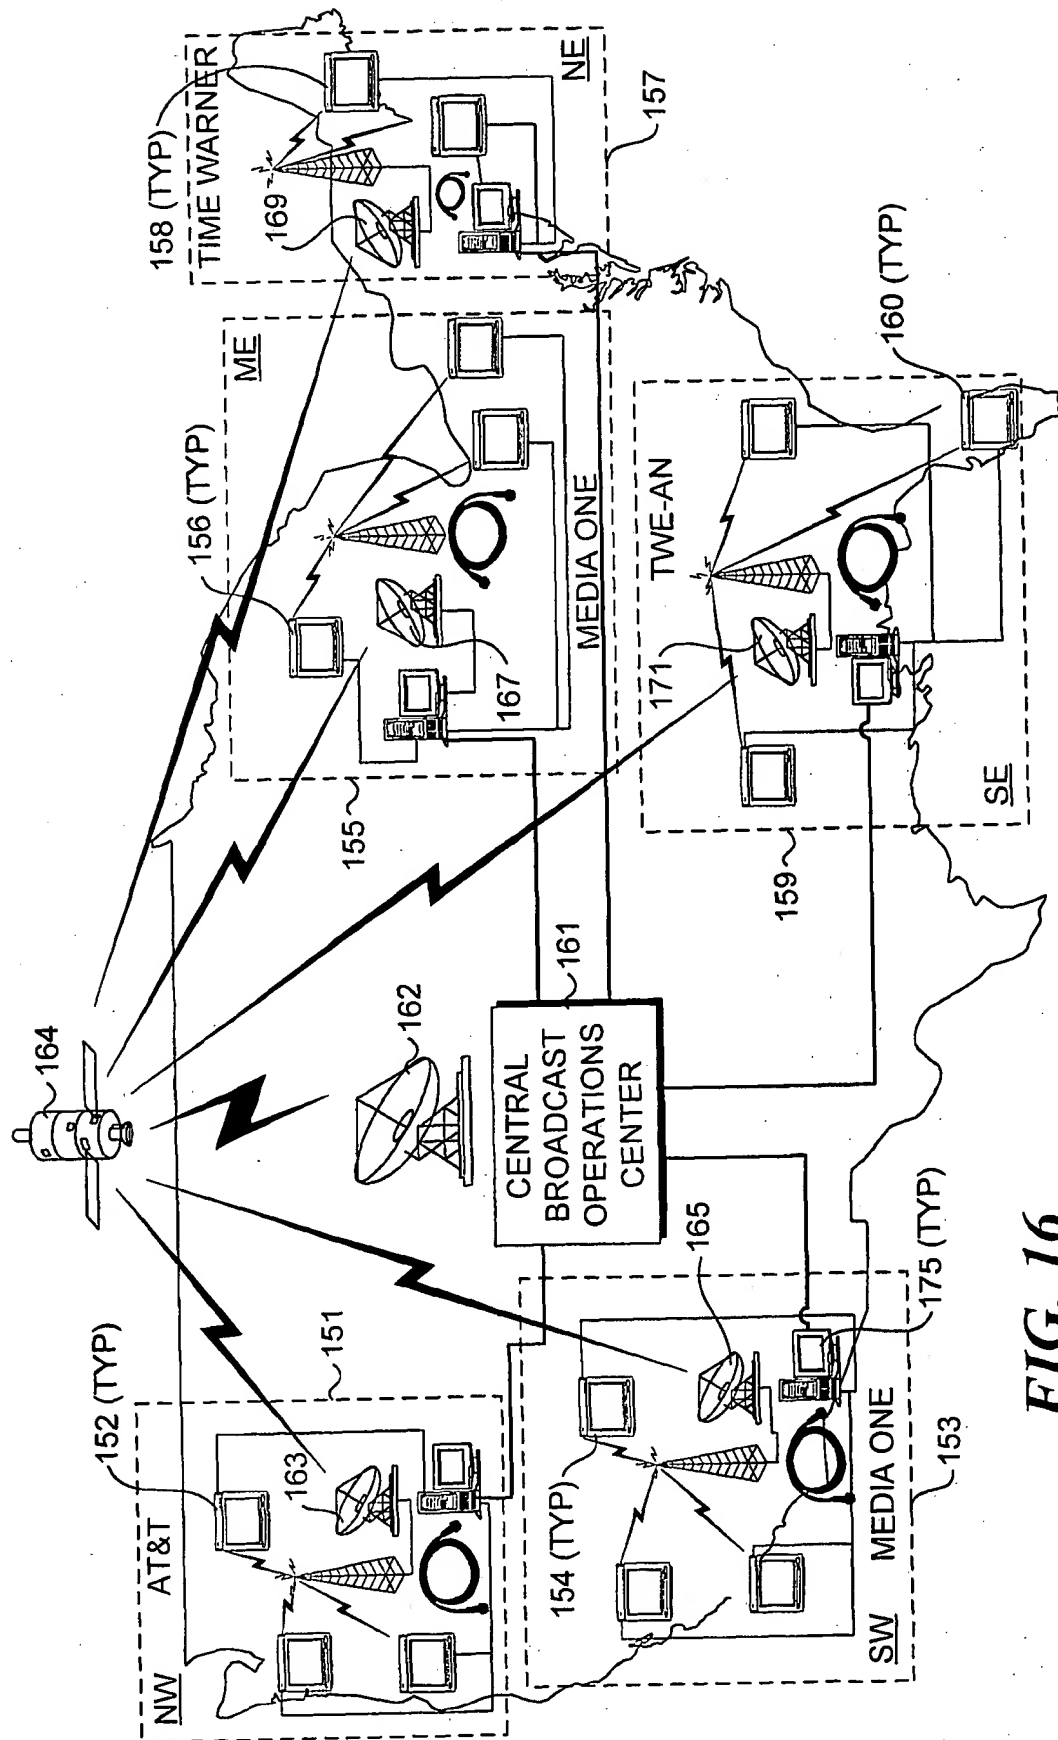 164
152 (TYP)
NW
AT&T
163
151
162
CENTRAL
BROADCAST
OPERATIONS
CENTER
161
154 (TYP)
165
SW
MEDIA ONE
153
175 (TYP)
156 (TYP)
ME
167
MEDIA ONE
155
158 (TYP)
TIME WARNER
169
NE
157
TWE-AN
171
SE
159
160 (TYP)
FIG. 16